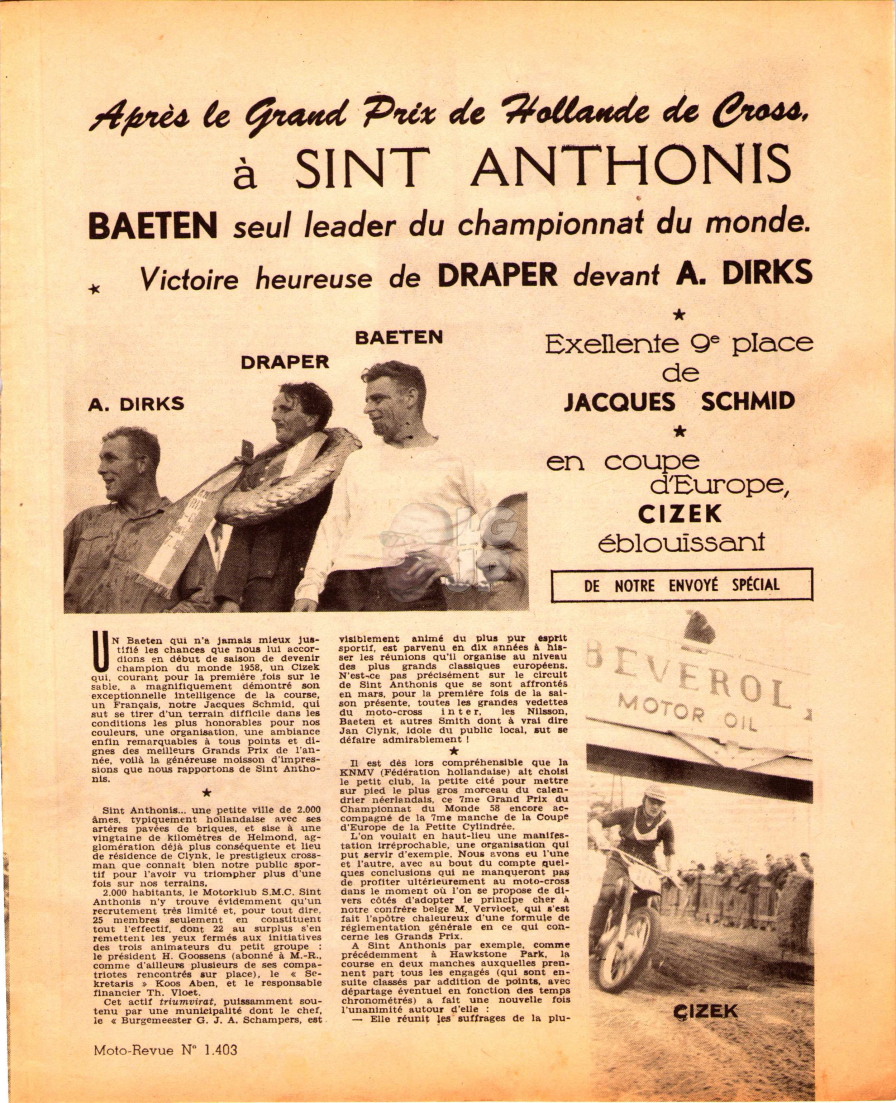 Après le Grand Prix de Hollande de Cross,
à SINT ANTHONIS
BAETEN seul leader du championnat du monde.
★ Victoire heureuse de DRAPER devant A. DIRKS
★
Exellente 9e place
de
JACQUES SCHMID
★
en coupe
d'Europe,
CIZEK
éblouissant
DE NOTRE ENVOYÉ SPÉCIAL
BAETEN
DRAPER
A. DIRKS
UN Baeten qui n'a jamais mieux jus-
tifié les chances que nous lui accor-
dions en début de saison de devenir
champion du monde 1958, un Cizek
qui, courant pour la première fois sur le
sable, a magnifiquement démontré son
exceptionnelle intelligence de la course,
un Français, notre Jacques Schmid, qui
sut se tirer d'un terrain difficile dans les
conditions les plus honorables pour nos
couleurs, une organisation, une ambiance
enfin remarquables à tous points et di-
gnes des meilleurs Grands Prix de l'an-
née, voilà la généreuse moisson d'impres-
sions que nous rapportons de Sint Antho-
nis.
★
Sint Anthonis... une petite ville de 2.000
âmes, typiquement hollandaise avec ses
artères pavées de briques, et sise à une
vingtaine de kilomètres de Helmond, ag-
glomération déjà plus conséquente et lieu
de résidence de Clynk, le prestigieux cross-
man que connaît bien notre public spor-
tif pour l'avoir vu triompher plus d'une
fois sur nos terrains.
2.000 habitants, le Motorklub S.M.C. Sint
Anthonis n'y trouve évidemment qu'un
recrutement très limité et, pour tout dire,
25 membres seulement en constituent
tout l'effectif, dont 22 au surplus s'en
remettent les yeux fermés aux initiatives
des trois animateurs du petit groupe :
le président H. Goossens (abonné à M.-R.,
comme d'ailleurs plusieurs de ses compa-
triotes rencontrés sur place), le « Se-
kretaris » Koos Aben, et le responsable
financier Th. Vloet.
Cet actif triumvirat, puissamment sou-
tenu par une municipalité dont le chef,
le « Burgemeester G. J. A. Schampers, est
visiblement animé du plus pur esprit
sportif, est parvenu en dix années à his-
ser les réunions qu'il organise au niveau
des plus grands classiques européens.
N'est-ce pas précisément sur le circuit
de Sint Anthonis que se sont affrontés
en mars, pour la première fois de la sai-
son présente, toutes les grandes vedettes
du moto-cross inter, les Nilsson,
Baeten et autres Smith dont à vrai dire
Jan Clynk, idole du public local, sut se
défaire admirablement !
★
Il est dès lors compréhensible que la
KNMV (Fédération hollandaise) ait choisi
le petit club, la petite cité pour mettre
sur pied le plus gros morceau du calen-
drier néerlandais, ce 7me Grand Prix du
Championnat du Monde 58 encore ac-
compagné de la 7me manche de la Coupe
d'Europe de la Petite Cylindrée.
L'on voulait en haut-lieu une manifes-
tation irréprochable, une organisation qui
put servir d'exemple. Nous avons eu l'une
et l'autre, avec au bout du compte quel-
ques conclusions qui ne manqueront pas
de profiter ultérieurement au moto-cross
dans le moment où l'on se propose de di-
vers côtés d'adopter le principe cher à
notre confrère belge M. Vervloet, qui s'est
fait l'apôtre chaleureux d'une formule de
réglementation générale en ce qui con-
cerne les Grands Prix.
A Sint Anthonis par exemple, comme
précédemment à Hawkstone Park, la
course en deux manches auxquelles pren-
nent part tous les engagés (qui sont en-
suite classés par addition de points, avec
départage éventuel en fonction des temps
chronométrés) a fait une nouvelle fois
l'unanimité autour d'elle :
— Elle réunit les suffrages de la plu-
BEVEROL
MOTOR OIL
CIZEK
Moto-Revue N° 1.403